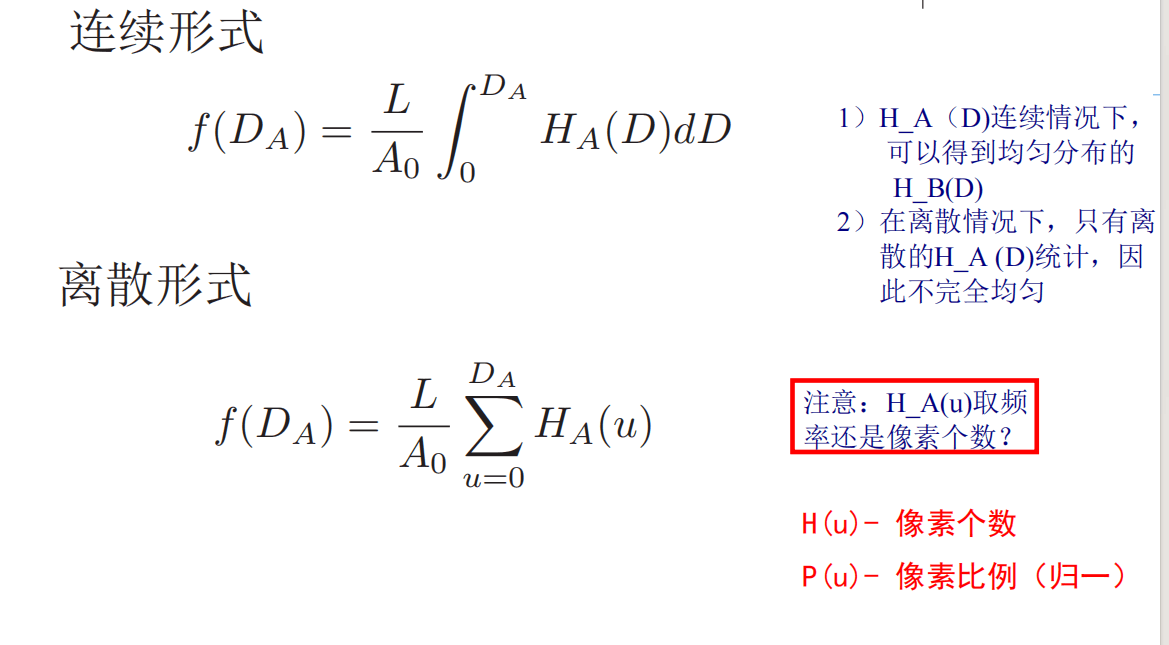 连续形式
f(D_A) = \frac{L}{A_0} \int_0^{D_A} H_A(D)dD
1）H_A（D)连续情况下，
可以得到均匀分布的
H_B(D)
2）在离散情况下，只有离
散的H_A (D)统计，因
此不完全均匀
离散形式
f(D_A) = \frac{L}{A_0} \sum_{u=0}^{D_A} H_A(u)
注意：H_A(u)取频
率还是像素个数？
H(u)- 像素个数
P(u)- 像素比例（归一）